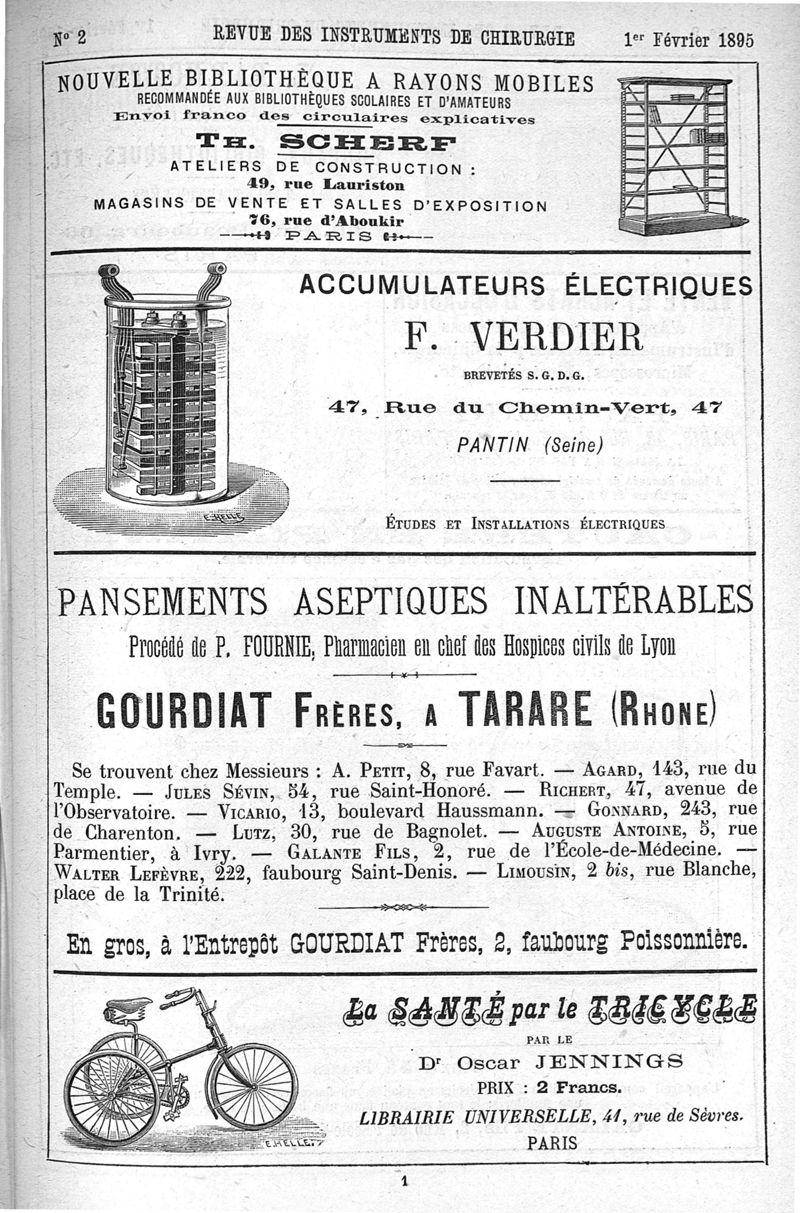 Nº 2 REVUE DES INSTRUMENTS DE CHIRURGIE 1er Février 1895
NOUVELLE BIBLIOTHÈQUE A RAYONS MOBILES
RECOMMANDÉE AUX BIBLIOTHÈQUES SCOLAIRES ET D'AMATEURS
Envoi franco des circulaires explicatives
TH. SCHERF
ATELIERS DE CONSTRUCTION :
49, rue Lauriston
MAGASINS DE VENTE ET SALLES D'EXPOSITION
76, rue d'Aboukir
PARIS
ACCUMULATEURS ÉLECTRIQUES
F. VERDIER
BREVETÉS S. G. D. G.
47, Rue du Chemin-Vert, 47
PANTIN (Seine)
ÉTUDES ET INSTALLATIONS ÉLECTRIQUES
E. HELLE
PANSEMENTS ASEPTIQUES INALTÉRABLES
Procédé de P. FOURNIE, Pharmacien en chef des Hospices civils de Lyon
GOURDIAT FRÈRES, A TARARE (RHONE)
Se trouvent chez Messieurs : A. PETIT, 8, rue Favart. — AGARD, 143, rue du
Temple. — JULES SÉVIN, 54, rue Saint-Honoré. — RICHERT, 47, avenue de
l'Observatoire. — VICARIO, 13, boulevard Haussmann. — GONNARD, 243, rue
de Charenton. — LUTZ, 30, rue de Bagnolet. — AUGUSTE ANTOINE, 5, rue
Parmentier, à Ivry. — GALANTE FILS, 2, rue de l'École-de-Médecine. —
WALTER LEFÈVRE, 222, faubourg Saint-Denis. — LIMOUSIN, 2 bis, rue Blanche,
place de la Trinité.
En gros, à l'Entrepôt GOURDIAT Frères, 2, faubourg Poissonnière.
La SANTÉ par le TRICYCLE
PAR LE
Dr Oscar JENNINGS
PRIX : 2 Francs.
LIBRAIRIE UNIVERSELLE, 41, rue de Sèvres.
PARIS
E. HELLE
1